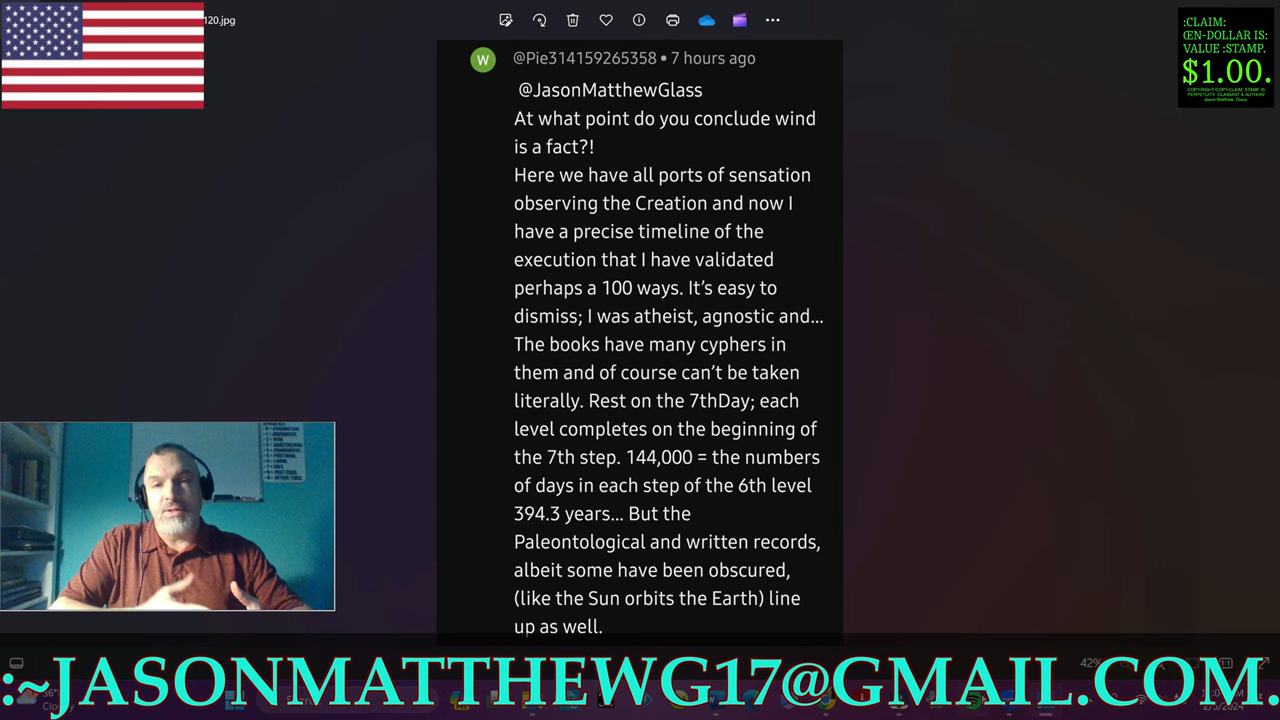 120.jpg
:CLAIM:
ŒN-DOLLAR IS:
VALUE :STAMP.
$1.00.
Jason Matthew. Glass.
W
@Pie314159265358 • 7 hours ago
@JasonMatthewGlass
At what point do you conclude wind
is a fact?!
Here we have all ports of sensation
observing the Creation and now I
have a precise timeline of the
execution that I have validated
perhaps a 100 ways. It’s easy to
dismiss; I was atheist, agnostic and...
The books have many cyphers in
them and of course can’t be taken
literally. Rest on the 7thDay; each
level completes on the beginning of
the 7th step. 144,000 = the numbers
of days in each step of the 6th level
394.3 years... But the
Paleontological and written records,
albeit some have been obscured,
(like the Sun orbits the Earth) line
up as well.
42%
:~JASONMATTHEWG17@GMAIL.COM.
36°